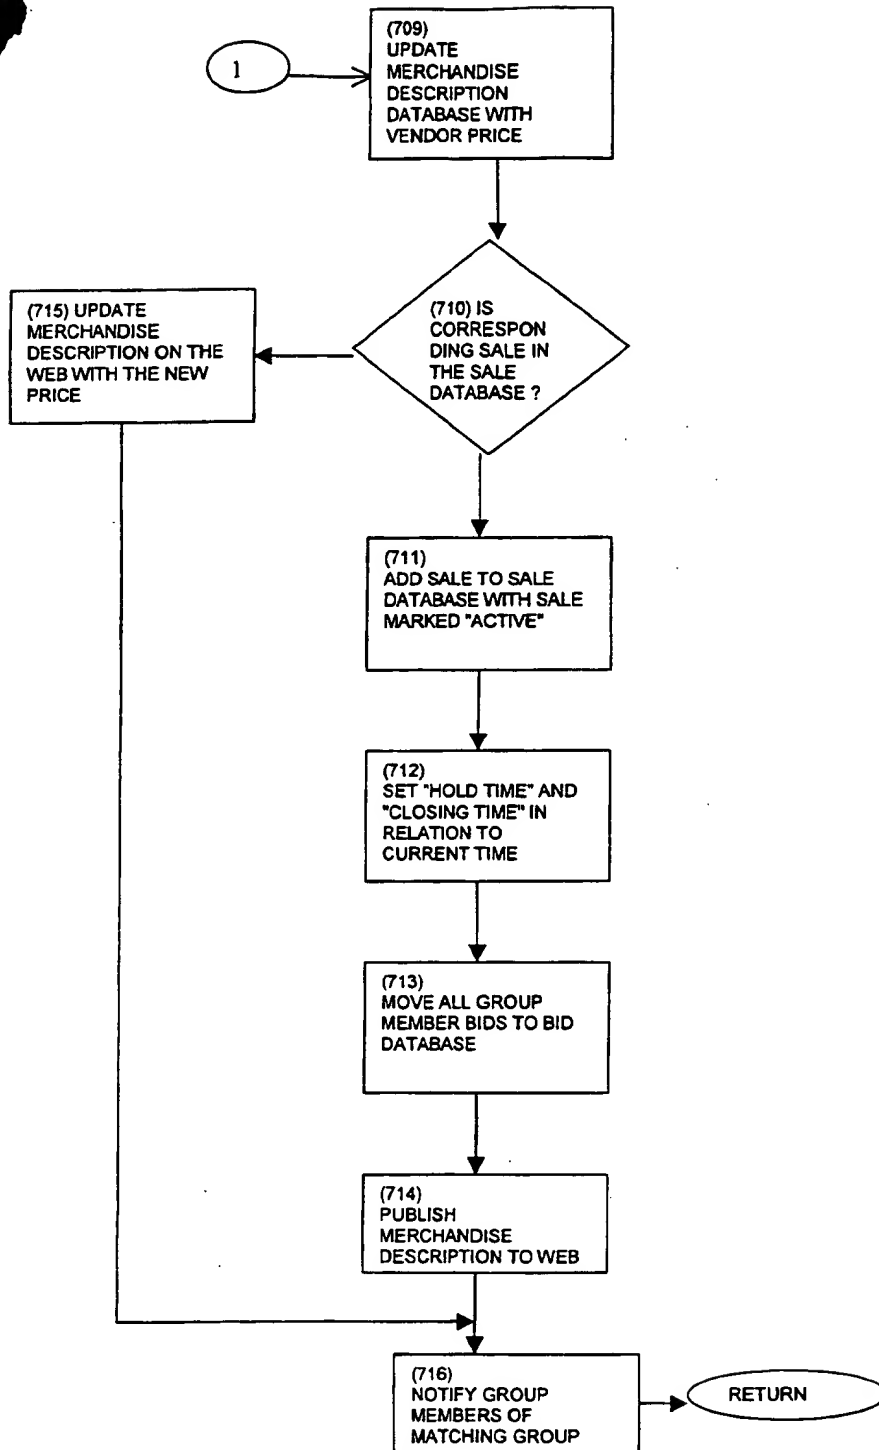 1
(709)
UPDATE
MERCHANDISE
DESCRIPTION
DATABASE WITH
VENDOR PRICE
(710) IS
CORRESPON
DING SALE IN
THE SALE
DATABASE ?
(715) UPDATE
MERCHANDISE
DESCRIPTION ON THE
WEB WITH THE NEW
PRICE
(711)
ADD SALE TO SALE
DATABASE WITH SALE
MARKED "ACTIVE"
(712)
SET "HOLD TIME" AND
"CLOSING TIME" IN
RELATION TO
CURRENT TIME
(713)
MOVE ALL GROUP
MEMBER BIDS TO BID
DATABASE
(714)
PUBLISH
MERCHANDISE
DESCRIPTION TO WEB
(716)
NOTIFY GROUP
MEMBERS OF
MATCHING GROUP
RETURN